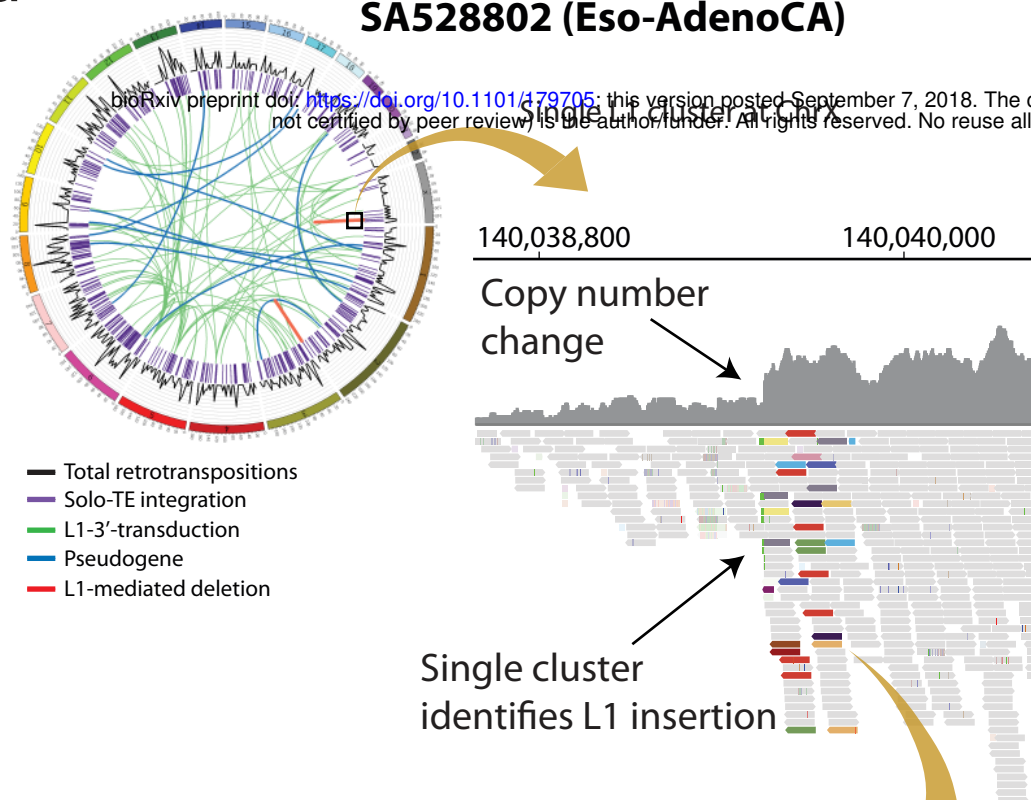 SA528802 (Eso-AdenoCA)
bioRxiv preprint doi: https://doi.org/10.1101/179705; this version posted September 7, 2018. The c
not certified by peer review) is the author/funder. All rights reserved. No reuse all
Single L1 cluster at Chr X
140,038,800
140,040,000
Copy number
change
Total retrotranspositions
Solo-TE integration
L1-3′-transduction
Pseudogene
L1-mediated deletion
Single cluster
identifies L1 insertion